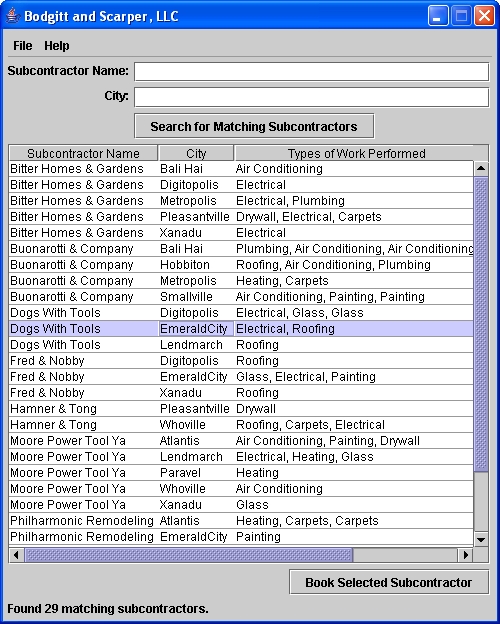 Bodgitt and Scarper, LLC
File Help
Subcontractor Name:
City:
Search for Matching Subcontractors
Subcontractor Name City Types of Work Performed
Bitter Homes & Gardens Bali Hai Air Conditioning
Bitter Homes & Gardens Digitopolis Electrical
Bitter Homes & Gardens Metropolis Electrical, Plumbing
Bitter Homes & Gardens Pleasantville Drywall, Electrical, Carpets
Bitter Homes & Gardens Xanadu Electrical
Buonarotti & Company Bali Hai Plumbing, Air Conditioning, Air Conditioning
Buonarotti & Company Hobbiton Roofing, Air Conditioning, Plumbing
Buonarotti & Company Metropolis Heating, Carpets
Buonarotti & Company Smallville Air Conditioning, Painting, Painting
Dogs With Tools Digitopolis Electrical, Glass, Glass
Dogs With Tools EmeraldCity Electrical, Roofing
Dogs With Tools Lendmarch Roofing
Fred & Nobby Digitopolis Roofing
Fred & Nobby EmeraldCity Glass, Electrical, Painting
Fred & Nobby Xanadu Roofing
Hamner & Tong Pleasantville Drywall
Hamner & Tong Whoville Roofing, Carpets, Electrical
Moore Power Tool Ya Atlantis Air Conditioning, Painting, Drywall
Moore Power Tool Ya Lendmarch Electrical, Heating, Glass
Moore Power Tool Ya Paravel Heating
Moore Power Tool Ya Whoville Air Conditioning
Moore Power Tool Ya Xanadu Glass
Philharmonic Remodeling Atlantis Heating, Carpets, Carpets
Philharmonic Remodeling EmeraldCity Painting
Book Selected Subcontractor
Found 29 matching subcontractors.